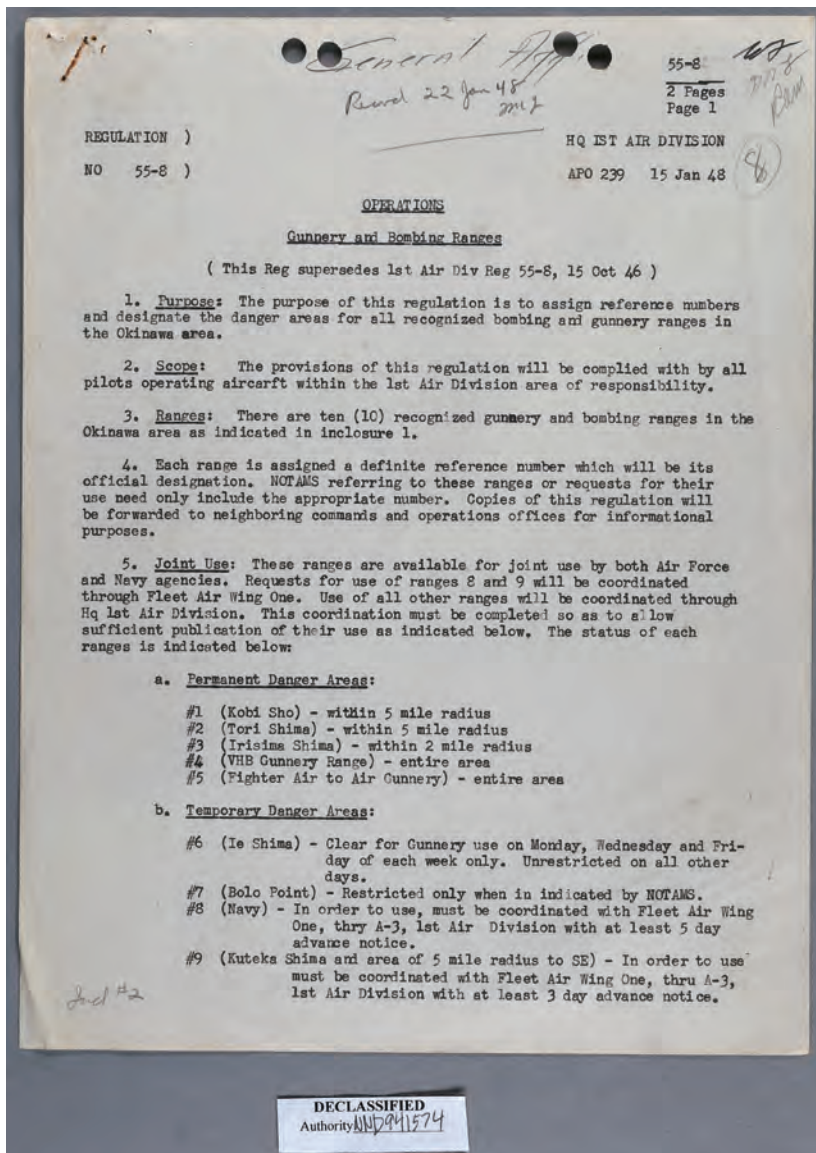 General Aff.
Recvd 22 Jan 48
55-8
2 Pages
Page 1
REGULATION )
HQ 1ST AIR DIVISION
NO 55-8 )
APO 239 15 Jan 48
8
OPERATIONS
Gunnery and Bombing Ranges
( This Reg supersedes 1st Air Div Reg 55-8, 15 Oct 46 )
1. Purpose: The purpose of this regulation is to assign reference numbers
and designate the danger areas for all recognized bombing and gunnery ranges in
the Okinawa area.
2. Scope: The provisions of this regulation will be complied with by all
pilots operating aircarft within the 1st Air Division area of responsibility.
3. Ranges: There are ten (10) recognized gunnery and bombing ranges in the
Okinawa area as indicated in inclosure 1.
4. Each range is assigned a definite reference number which will be its
official designation. NOTAMS referring to these ranges or requests for their
use need only include the appropriate number. Copies of this regulation will
be forwarded to neighboring commands and operations offices for informational
purposes.
5. Joint Use: These ranges are available for joint use by both Air Force
and Navy agencies. Requests for use of ranges 8 and 9 will be coordinated
through Fleet Air Wing One. Use of all other ranges will be coordinated through
Hq 1st Air Division. This coordination must be completed so as to allow
sufficient publication of their use as indicated below. The status of each
ranges is indicated below:
a. Permanent Danger Areas:
#1 (Kobi Sho) - within 5 mile radius
#2 (Tori Shima) - within 5 mile radius
#3 (Irisima Shima) - within 2 mile radius
#4 (VHB Gunnery Range) - entire area
#5 (Fighter Air to Air Gunnery) - entire area
b. Temporary Danger Areas:
#6 (Ie Shima) - Clear for Gunnery use on Monday, Wednesday and Fri-
day of each week only. Unrestricted on all other
days.
#7 (Bolo Point) - Restricted only when in indicated by NOTAMS.
#8 (Navy) - In order to use, must be coordinated with Fleet Air Wing
One, thry A-3, 1st Air Division with at least 5 day
advance notice.
#9 (Kuteka Shima and area of 5 mile radius to SE) - In order to use
must be coordinated with Fleet Air Wing One, thru A-3,
1st Air Division with at least 3 day advance notice.
Incl #2
DECLASSIFIED
Authority NND941574